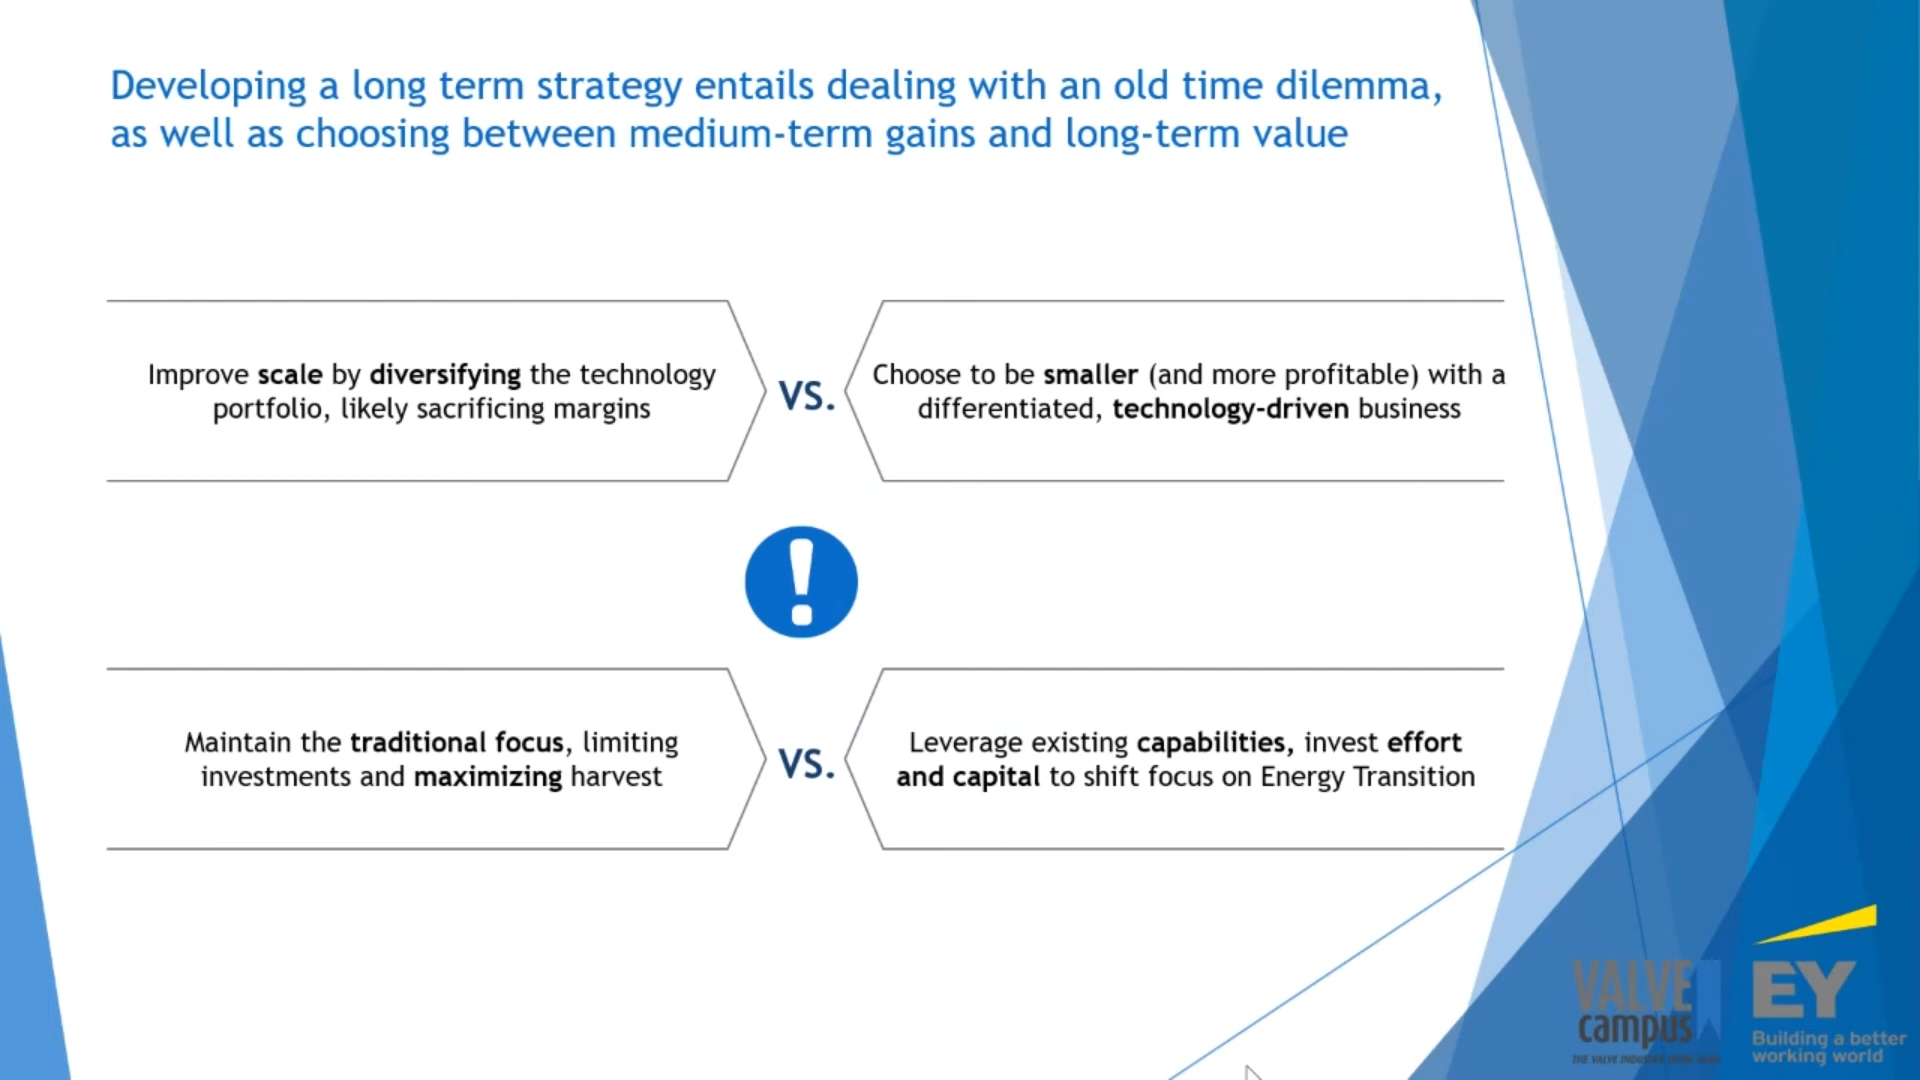 Developing a long term strategy entails dealing with an old time dilemma,
as well as choosing between medium-term gains and long-term value
Improve scale by diversifying the technology
portfolio, likely sacrificing margins
VS.
Choose to be smaller (and more profitable) with a
differentiated, technology-driven business
!
Maintain the traditional focus, limiting
investments and maximizing harvest
VS.
Leverage existing capabilities, invest effort
and capital to shift focus on Energy Transition
VALVE
campus
THE VALVE
EY
Building a better
working world